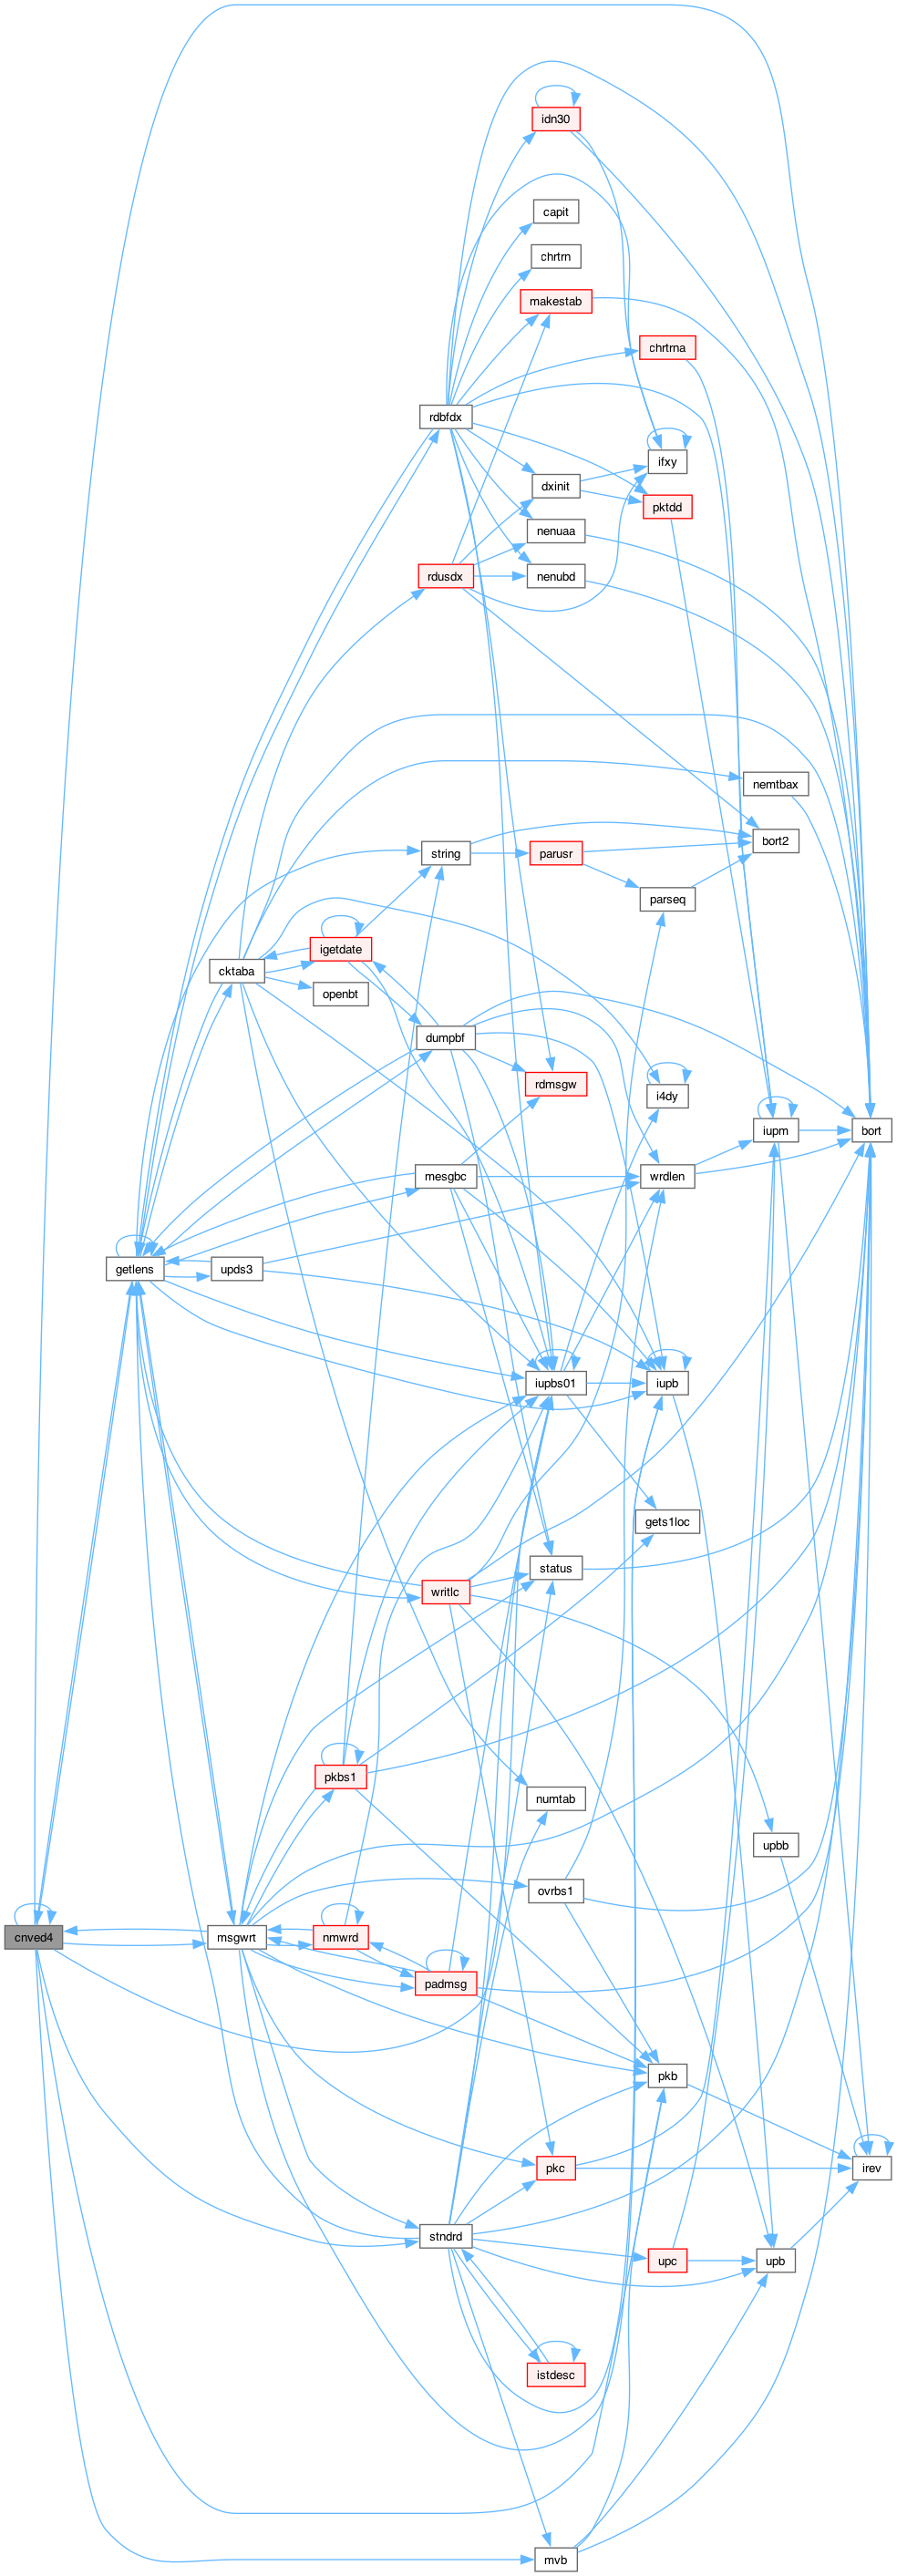 idn30
capit
chrtrn
makestab
chrtrna
rdbfdx
ifxy
dxinit
pktdd
nenuaa
rdusdx
nenubd
nemtbax
bort2
string
parusr
parseq
igetdate
cktaba
openbt
dumpbf
rdmsgw
i4dy
iupm
bort
mesgbc
wrdlen
getlens
upds3
iupbs01
iupb
gets1loc
status
writlc
pkbs1
numtab
upbb
ovrbs1
cnved4
msgwrt
nmwrd
padmsg
pkb
pkc
irev
stndrd
upc
upb
istdesc
mvb